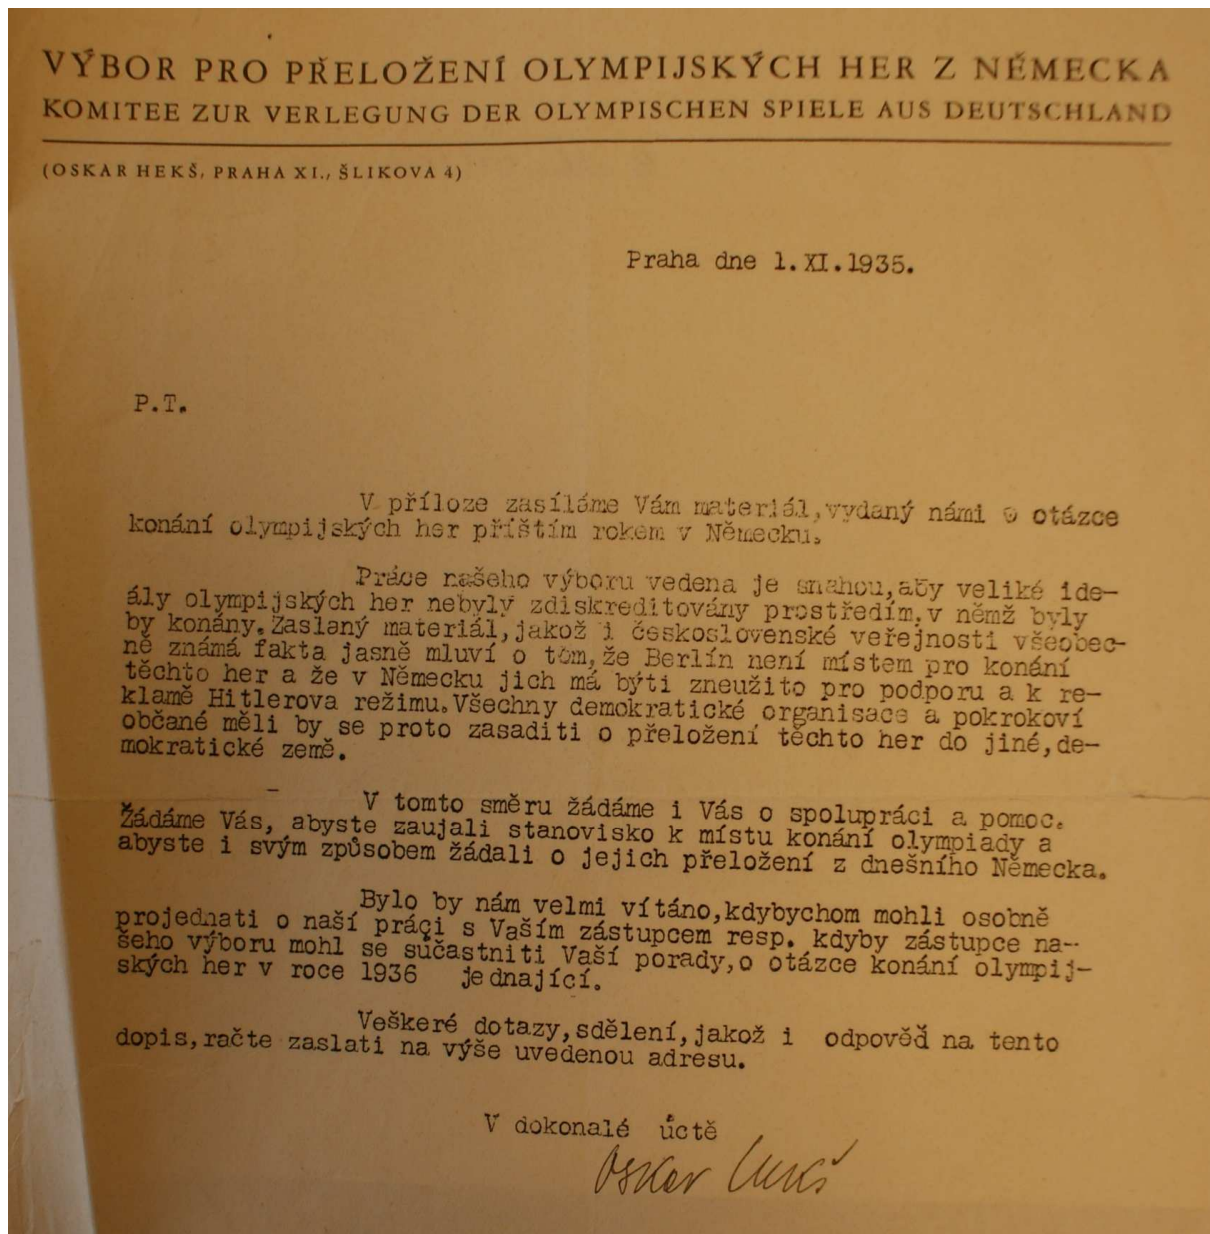 VÝBOR PRO PŘELOŽENÍ OLYMPIJSKÝCH HER Z NĚMECKA
KOMITEE ZUR VERLEGUNG DER OLYMPISCHEN SPIELE AUS DEUTSCHLAND
(OSKAR HEKŠ, PRAHA XI., ŠLIKOVA 4)
Praha dne 1.XI.1935.
P.T.
V příloze zasíláme Vám materiál,vydaný námi o otázce
konání olympijských her příštím rokem v Německu.
Práce našeho výboru vedena je snahou,aby veliké ide-
ály olympijských her nebyly zdiskreditovány prostředím,v němž byly
by konány.Zaslaný materiál,jakož i československé veřejnosti všeobec-
ně známá fakta jasně mluví o tom,že Berlín není místem pro konání
těchto her a že v Německu jich má býti zneužito pro podporu a k re-
klamě Hitlerova režimu.Všechny demokratické organisace a pokrokoví
občané měli by se proto zasaditi o přeložení těchto her do jiné,de-
mokratické země.
V tomto směru žádáme i Vás o spolupráci a pomoc.
Žádáme Vás, abyste zaujali stanovisko k místu konání olympiady a
abyste i svým způsobem žádali o jejich přeložení z dnešního Německa.
Bylo by nám velmi vítáno,kdybychom mohli osobně
projednati o naší práci s Vaším zástupcem resp. kdyby zástupce na-
šeho výboru mohl se súčastniti Vaší porady,o otázce konání olympij-
ských her v roce 1936 jednající.
Veškeré dotazy,sdělení,jakož i odpověď na tento
dopis,račte zaslati na výše uvedenou adresu.
V dokonalé úctě
Oskar Hekš